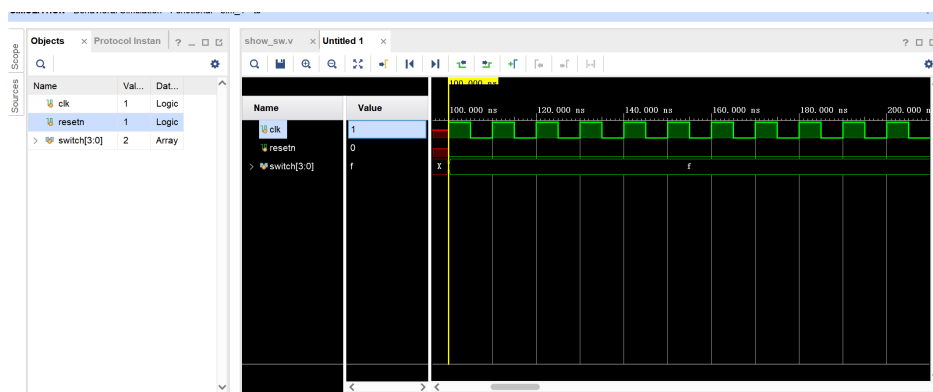 Objects × Protocol Instan ? _
Name Val... Dat...
clk 1 Logic
resetn 1 Logic
> switch[3:0] 2 Array
Scope
Sources
show_sw.v × Untitled 1 × ?
Name Value
clk 1
resetn 0
> switch[3:0] f
100.000 ns
100.000 ns 120.000 ns 140.000 ns 160.000 ns 180.000 ns 200.000 n
X f